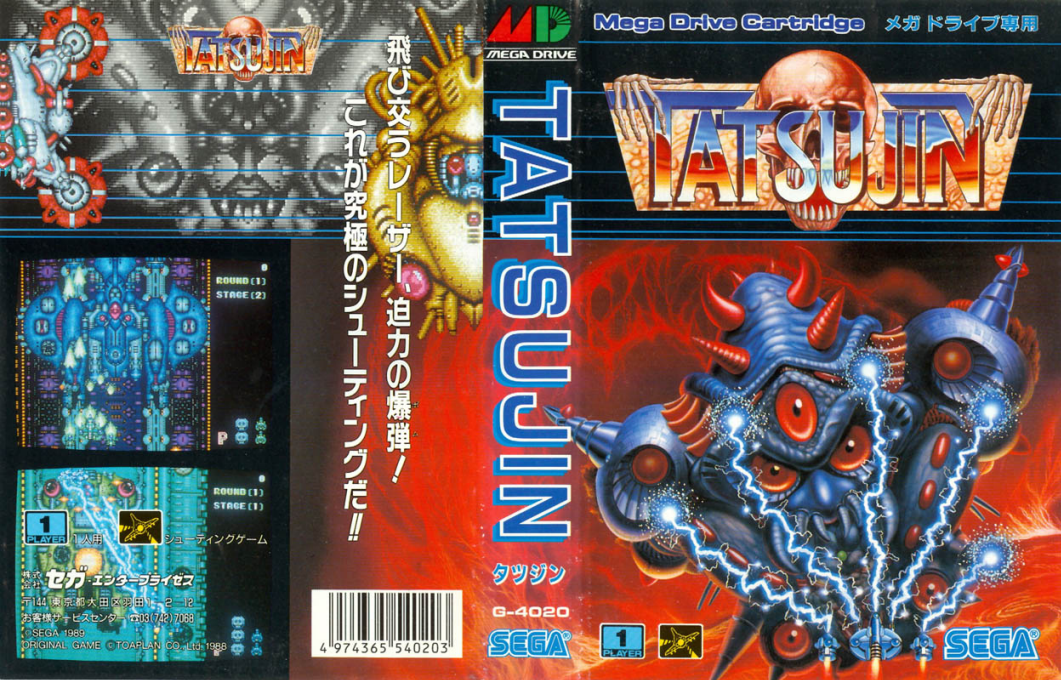 TATSUJIN
飛び交うレーザー、迫力の爆弾!
これが究極のシューティングだ!!
0
ROUND(1)
STAGE(2)
P
0
ROUND(1)
STAGE(1)
P
1
PLAYER
1人用
シューティングゲーム
株式会社 セガ・エンタープライゼス
〒144 東京都大田区羽田1-2-12
お客様サービスセンター ☎03(742)7068
©SEGA 1989
ORIGINAL GAME ©TOAPLAN CO., Ltd. 1988
4 974365 540203
MD
MEGA DRIVE
TATSUJIN
タツジン
G-4020
SEGA®
Mega Drive Cartridge
メガドライブ専用
TATSUJIN
1
PLAYER
SEGA®